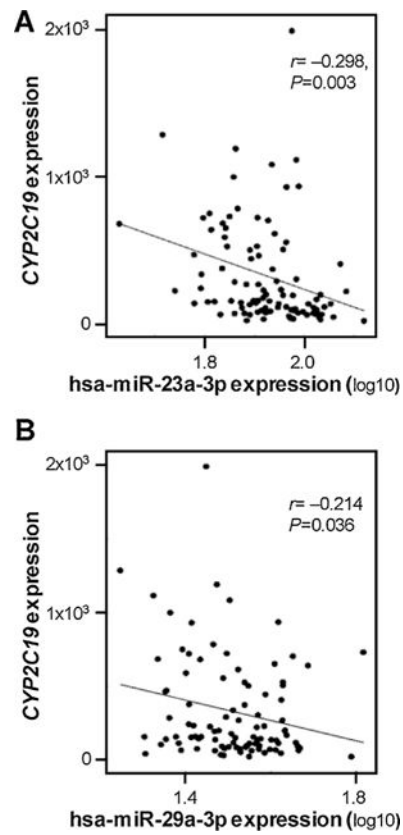 A
2x10³
r= –0.298,
P=0.003
CYP2C19 expression
1x10³
0
1.8
2.0
hsa-miR-23a-3p expression (log10)
B
2x10³
r= –0.214
P=0.036
CYP2C19 expression
1x10³
0
1.4
1.8
hsa-miR-29a-3p expression (log10)